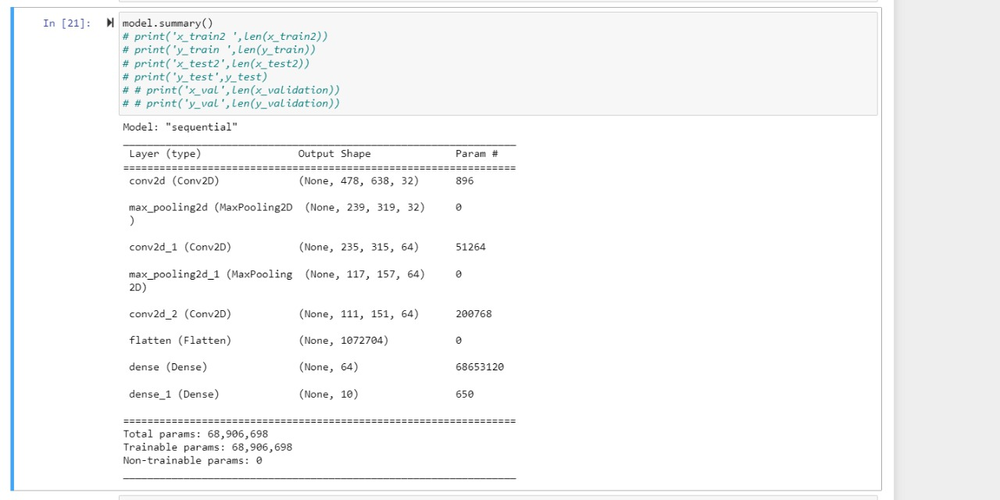 In [21]:
model.summary()
# print('x_train2 ',len(x_train2))
# print('y_train ',len(y_train))
# print('x_test2',len(x_test2))
# print('y_test',y_test)
# # print('x_val',len(x_validation))
# # print('y_val',len(y_validation))
Model: "sequential"
Layer (type) Output Shape Param #
=================================================================
conv2d (Conv2D) (None, 478, 638, 32) 896
max_pooling2d (MaxPooling2D (None, 239, 319, 32) 0
)
conv2d_1 (Conv2D) (None, 235, 315, 64) 51264
max_pooling2d_1 (MaxPooling (None, 117, 157, 64) 0
2D)
conv2d_2 (Conv2D) (None, 111, 151, 64) 200768
flatten (Flatten) (None, 1072704) 0
dense (Dense) (None, 64) 68653120
dense_1 (Dense) (None, 10) 650
=================================================================
Total params: 68,906,698
Trainable params: 68,906,698
Non-trainable params: 0